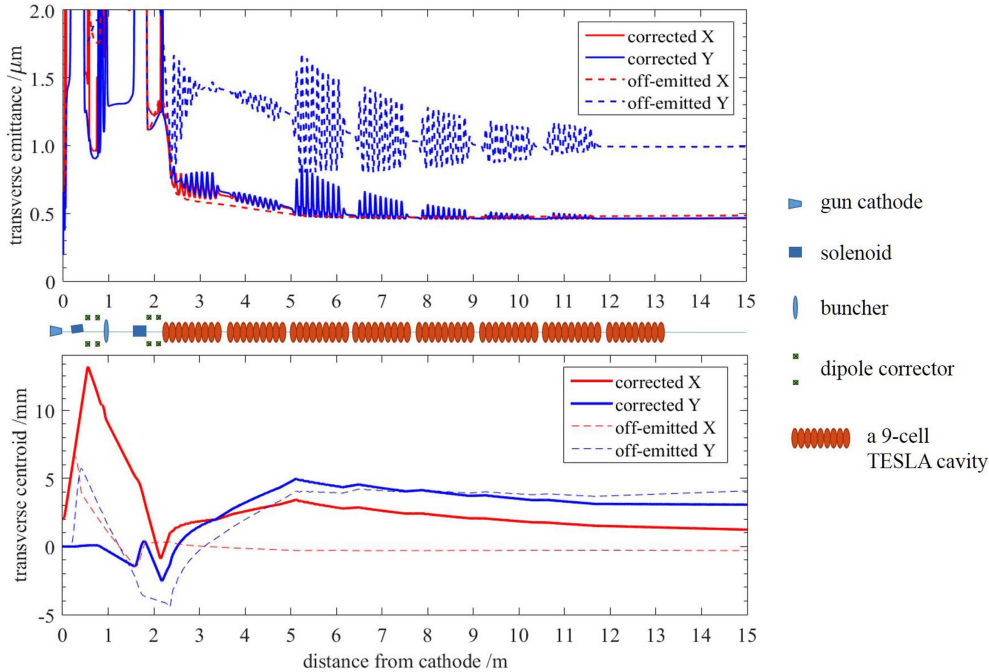 transverse emittance /μm
2.0
1.5
1.0
0.5
0
corrected X
corrected Y
off-emitted X
off-emitted Y
0 1 2 3 4 5 6 7 8 9 10 11 12 13 14 15
gun cathode
solenoid
buncher
dipole corrector
a 9-cell
TESLA cavity
transverse centroid /mm
10
5
0
-5
corrected X
corrected Y
off-emitted X
off-emitted Y
0 1 2 3 4 5 6 7 8 9 10 11 12 13 14 15
distance from cathode /m